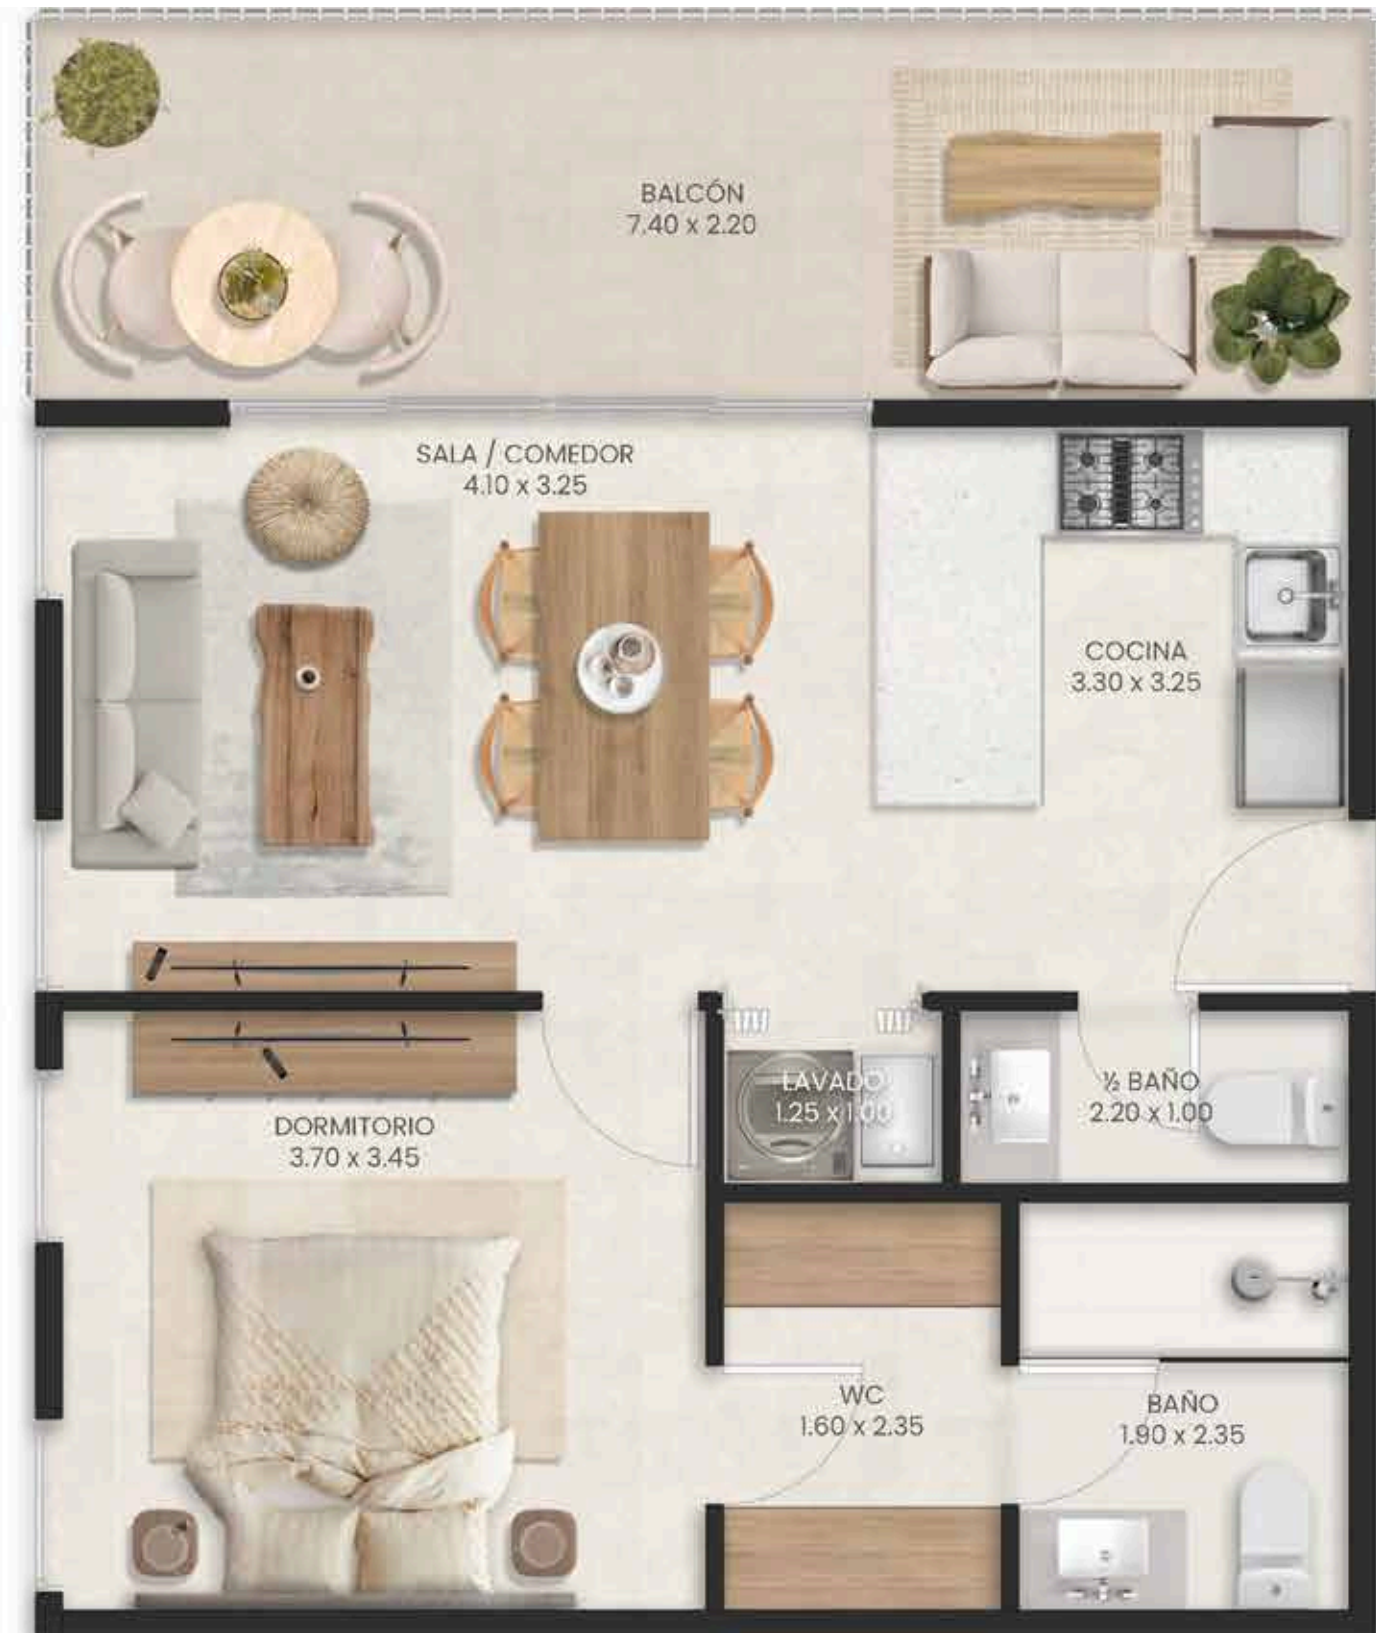 BALCÓN
7.40 x 2.20
SALA / COMEDOR
4.10 x 3.25
COCINA
3.30 x 3.25
LAVADO
1.25 x 1.00
½ BAÑO
2.20 x 1.00
DORMITORIO
3.70 x 3.45
WC
1.60 x 2.35
BAÑO
1.90 x 2.35